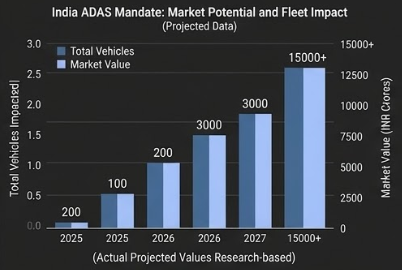 India ADAS Mandate: Market Potential and Fleet Impact
(Projected Data)
Total Vehicles
Market Value
Total Vehicles Impacted
3.0
2.5
2.0
1.5
1.0
0.5
0.0
200
100
200
3000
3000
15000+
15000+
12500
10000
7500
5000
2500
0
Market Value (INR Crores)
2025 2025 2026 2026 2027 15000+
(Actual Projected Values Research-based)